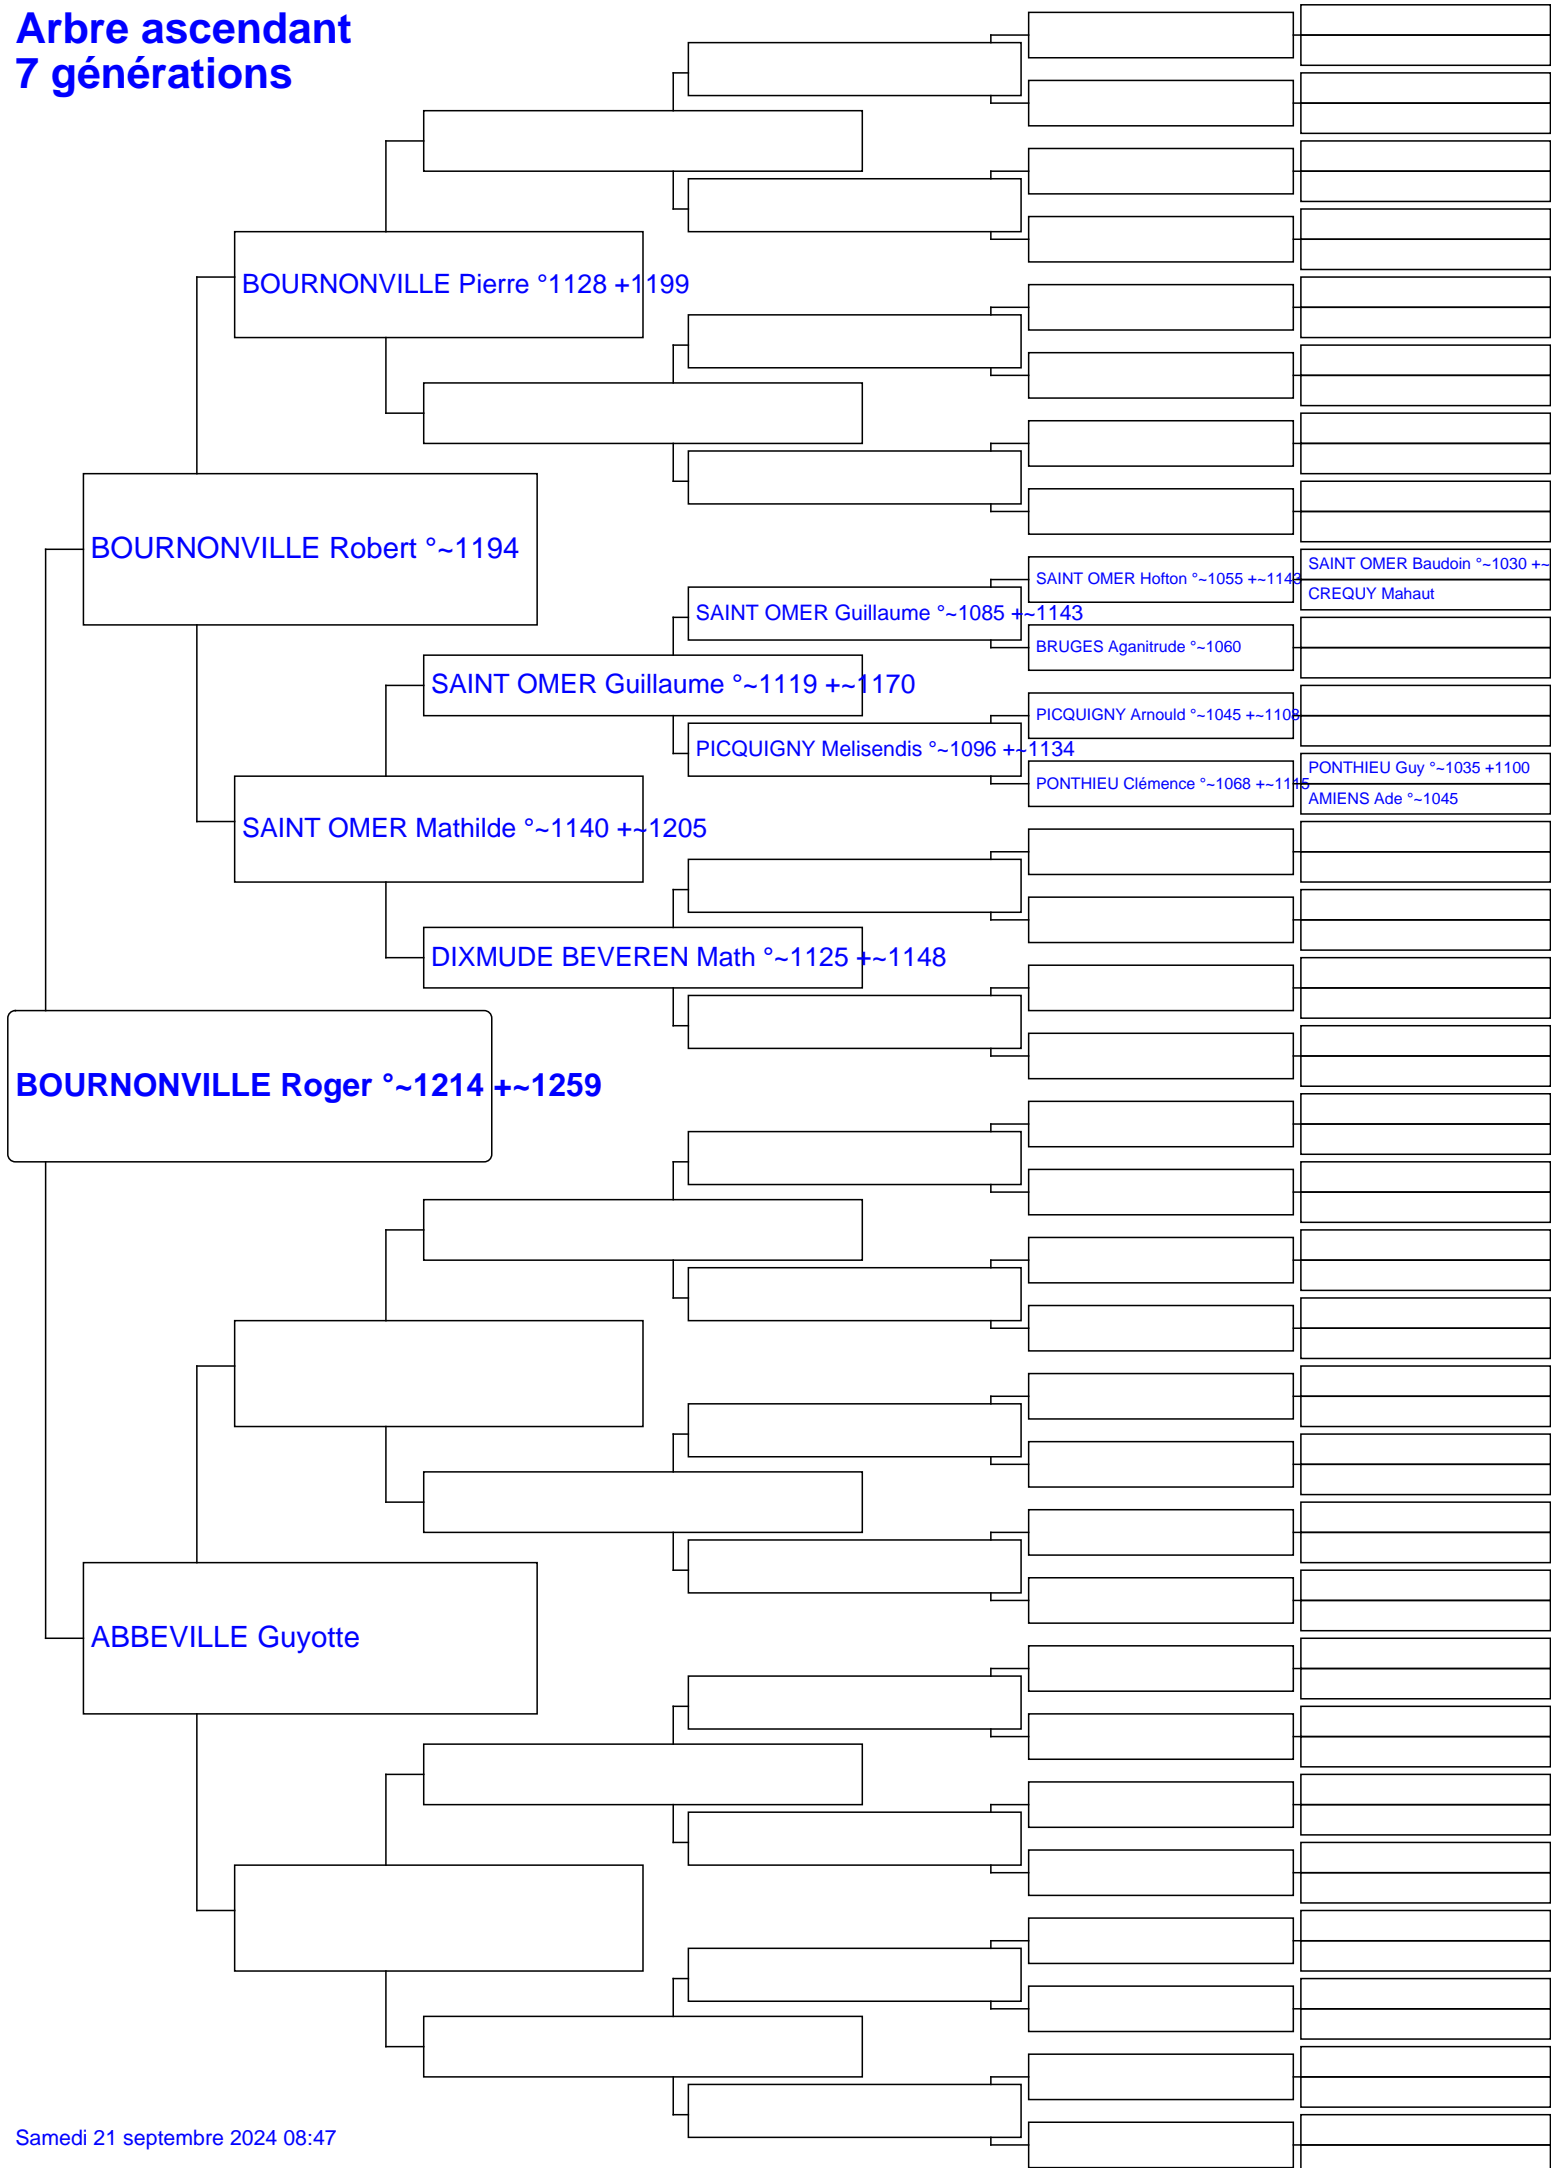 Arbre ascendant
7 générations
BOURNONVILLE Pierre °1128 +1199
BOURNONVILLE Robert °~1194
SAINT OMER Baudoin °~1030 +~
SAINT OMER Hofton °~1055 +~1143
CREQUY Mahaut
SAINT OMER Guillaume °~1085 +~1143
BRUGES Aganitrude °~1060
SAINT OMER Guillaume °~1119 +~1170
PICQUIGNY Arnould °~1045 +~1108
PICQUIGNY Melisendis °~1096 +~1134
PONTHIEU Guy °~1035 +1100
PONTHIEU Clémence °~1068 +~1115
AMIENS Ade °~1045
SAINT OMER Mathilde °~1140 +~1205
DIXMUDE BEVEREN Math °~1125 +~1148
BOURNONVILLE Roger °~1214 +~1259
ABBEVILLE Guyotte
Samedi 21 septembre 2024 08:47